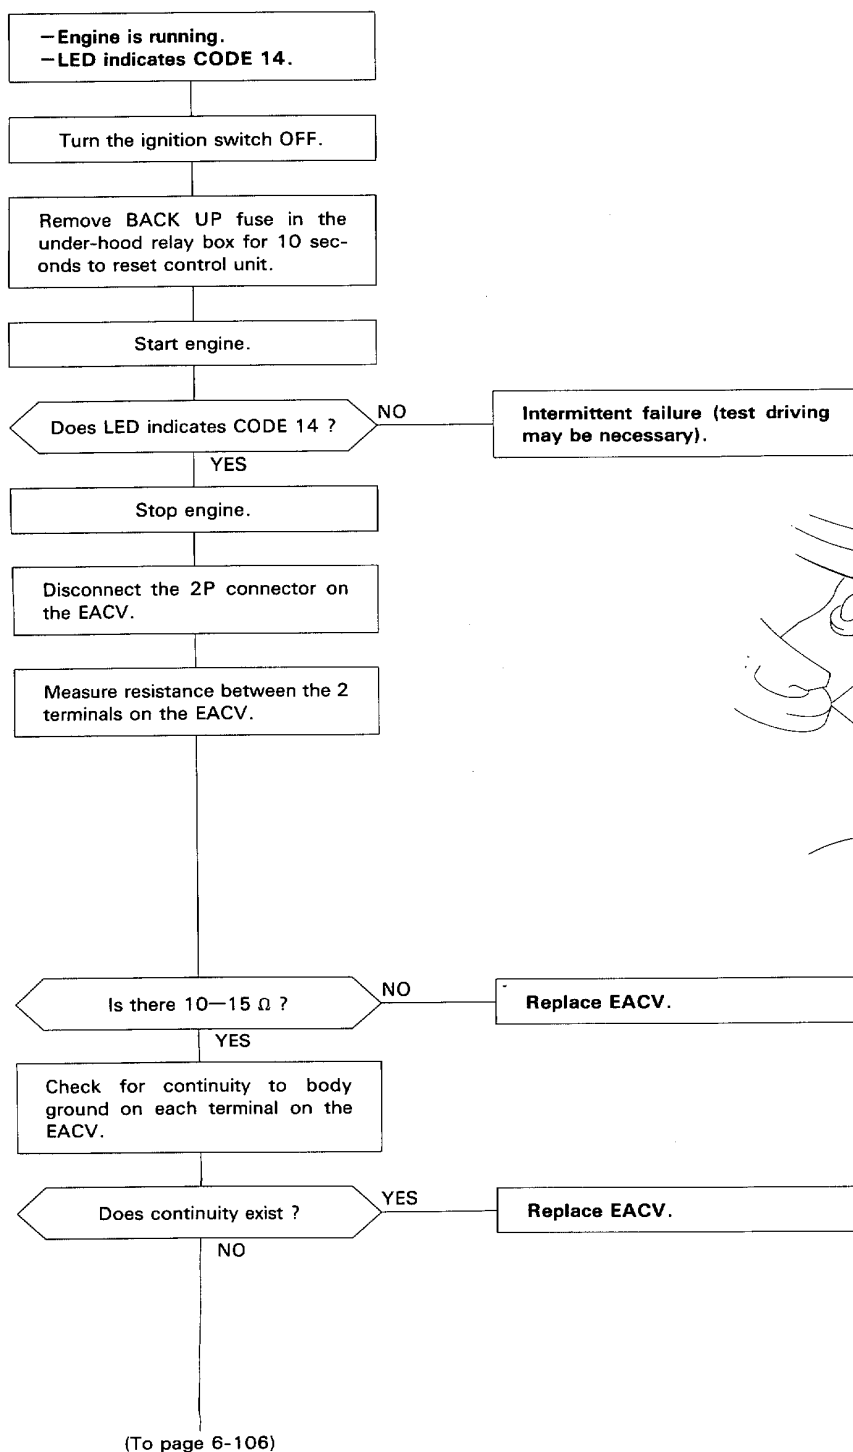 —Engine is running.
—LED indicates CODE 14.
Turn the ignition switch OFF.
Remove BACK UP fuse in the
under-hood relay box for 10 sec-
onds to reset control unit.
Start engine.
Does LED indicates CODE 14 ?
NO
Intermittent failure (test driving
may be necessary).
YES
Stop engine.
Disconnect the 2P connector on
the EACV.
Measure resistance between the 2
terminals on the EACV.
Is there 10—15 Ω ?
NO
Replace EACV.
YES
Check for continuity to body
ground on each terminal on the
EACV.
Does continuity exist ?
YES
Replace EACV.
NO
(To page 6-106)